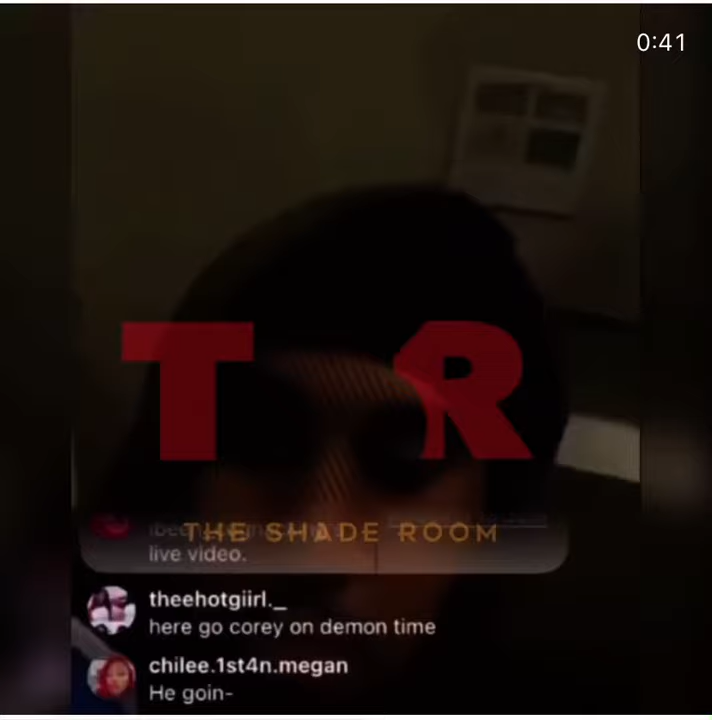 0:41
T R
THE SHADE ROOM
live video.
theehotgiirl._
here go corey on demon time
chilee.1st4n.megan
He goin-